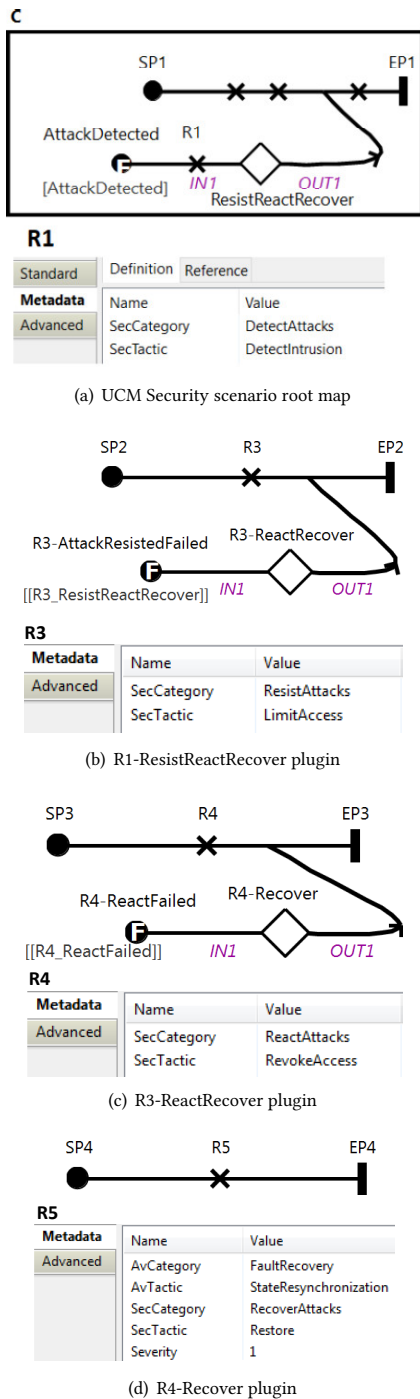 C
SP1
EP1
AttackDetected
R1
[AttackDetected]
F
IN1
OUT1
ResistReactRecover
R1
Standard
Definition
Reference
Metadata
Name
Value
Advanced
SecCategory
DetectAttacks
SecTactic
DetectIntrusion
(a) UCM Security scenario root map
SP2
R3
EP2
R3-AttackResistedFailed
R3-ReactRecover
F
[[R3_ResistReactRecover]]
IN1
OUT1
R3
Metadata
Name
Value
Advanced
SecCategory
ResistAttacks
SecTactic
LimitAccess
(b) R1-ResistReactRecover plugin
SP3
R4
EP3
R4-ReactFailed
R4-Recover
F
[[R4_ReactFailed]]
IN1
OUT1
R4
Metadata
Name
Value
Advanced
SecCategory
ReactAttacks
SecTactic
RevokeAccess
(c) R3-ReactRecover plugin
SP4
R5
EP4
R5
Metadata
Name
Value
Advanced
AvCategory
FaultRecovery
AvTactic
StateResynchronization
SecCategory
RecoverAttacks
SecTactic
Restore
Severity
1
(d) R4-Recover plugin